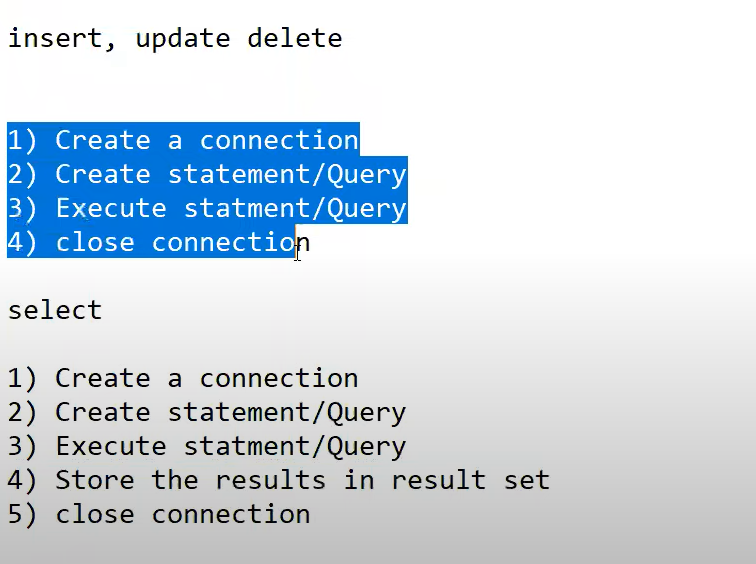 insert, update delete
1) Create a connection
2) Create statement/Query
3) Execute statment/Query
4) close connection
select
1) Create a connection
2) Create statement/Query
3) Execute statment/Query
4) Store the results in result set
5) close connection